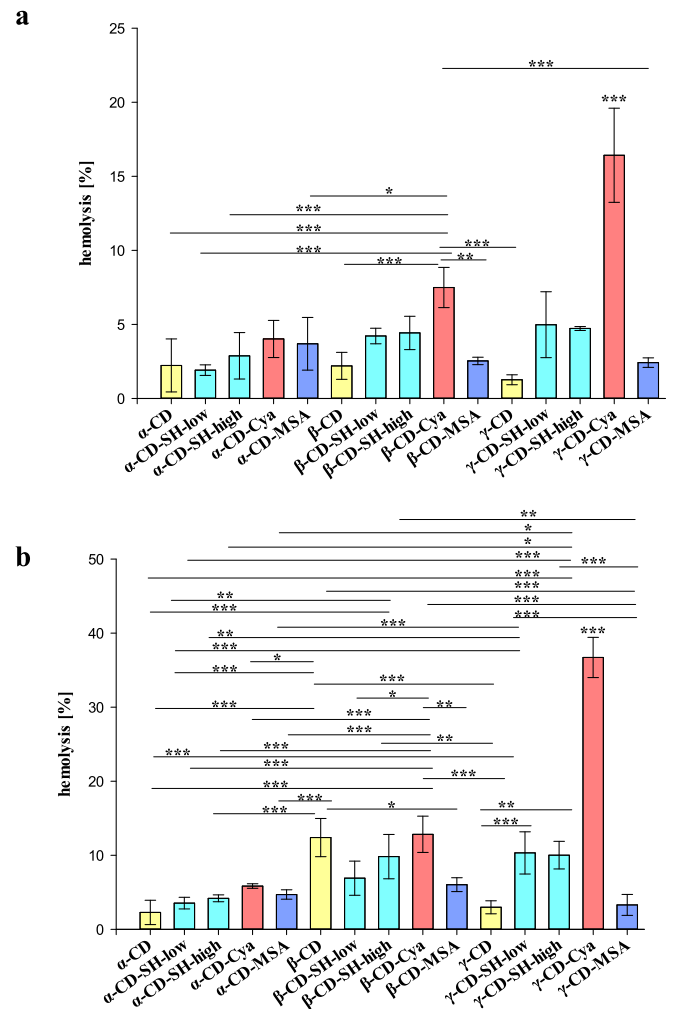 a
hemolysis [%]
25
20
15
10
5
0
***
***
*
***
***
***
***
***
**
α-CD
α-CD-SH-low
α-CD-SH-high
α-CD-Cya
α-CD-MSA
β-CD
β-CD-SH-low
β-CD-SH-high
β-CD-Cya
β-CD-MSA
γ-CD
γ-CD-SH-low
γ-CD-SH-high
γ-CD-Cya
γ-CD-MSA
b
hemolysis [%]
50
40
30
20
10
0
**
*
*
***
***
***
***
**
***
***
***
***
***
**
***
*
***
***
*
***
**
***
***
**
***
***
***
***
***
***
*
**
***
α-CD
α-CD-SH-low
α-CD-SH-high
α-CD-Cya
α-CD-MSA
β-CD
β-CD-SH-low
β-CD-SH-high
β-CD-Cya
β-CD-MSA
γ-CD
γ-CD-SH-low
γ-CD-SH-high
γ-CD-Cya
γ-CD-MSA